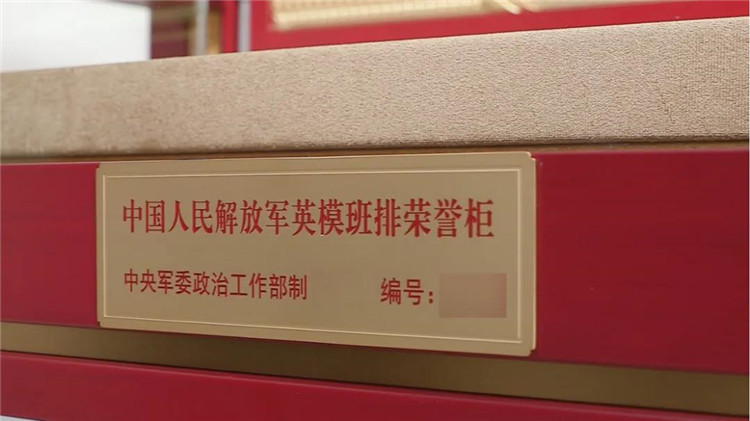 中国人民解放军英模班排荣誉柜
中央军委政治工作部制 编号：